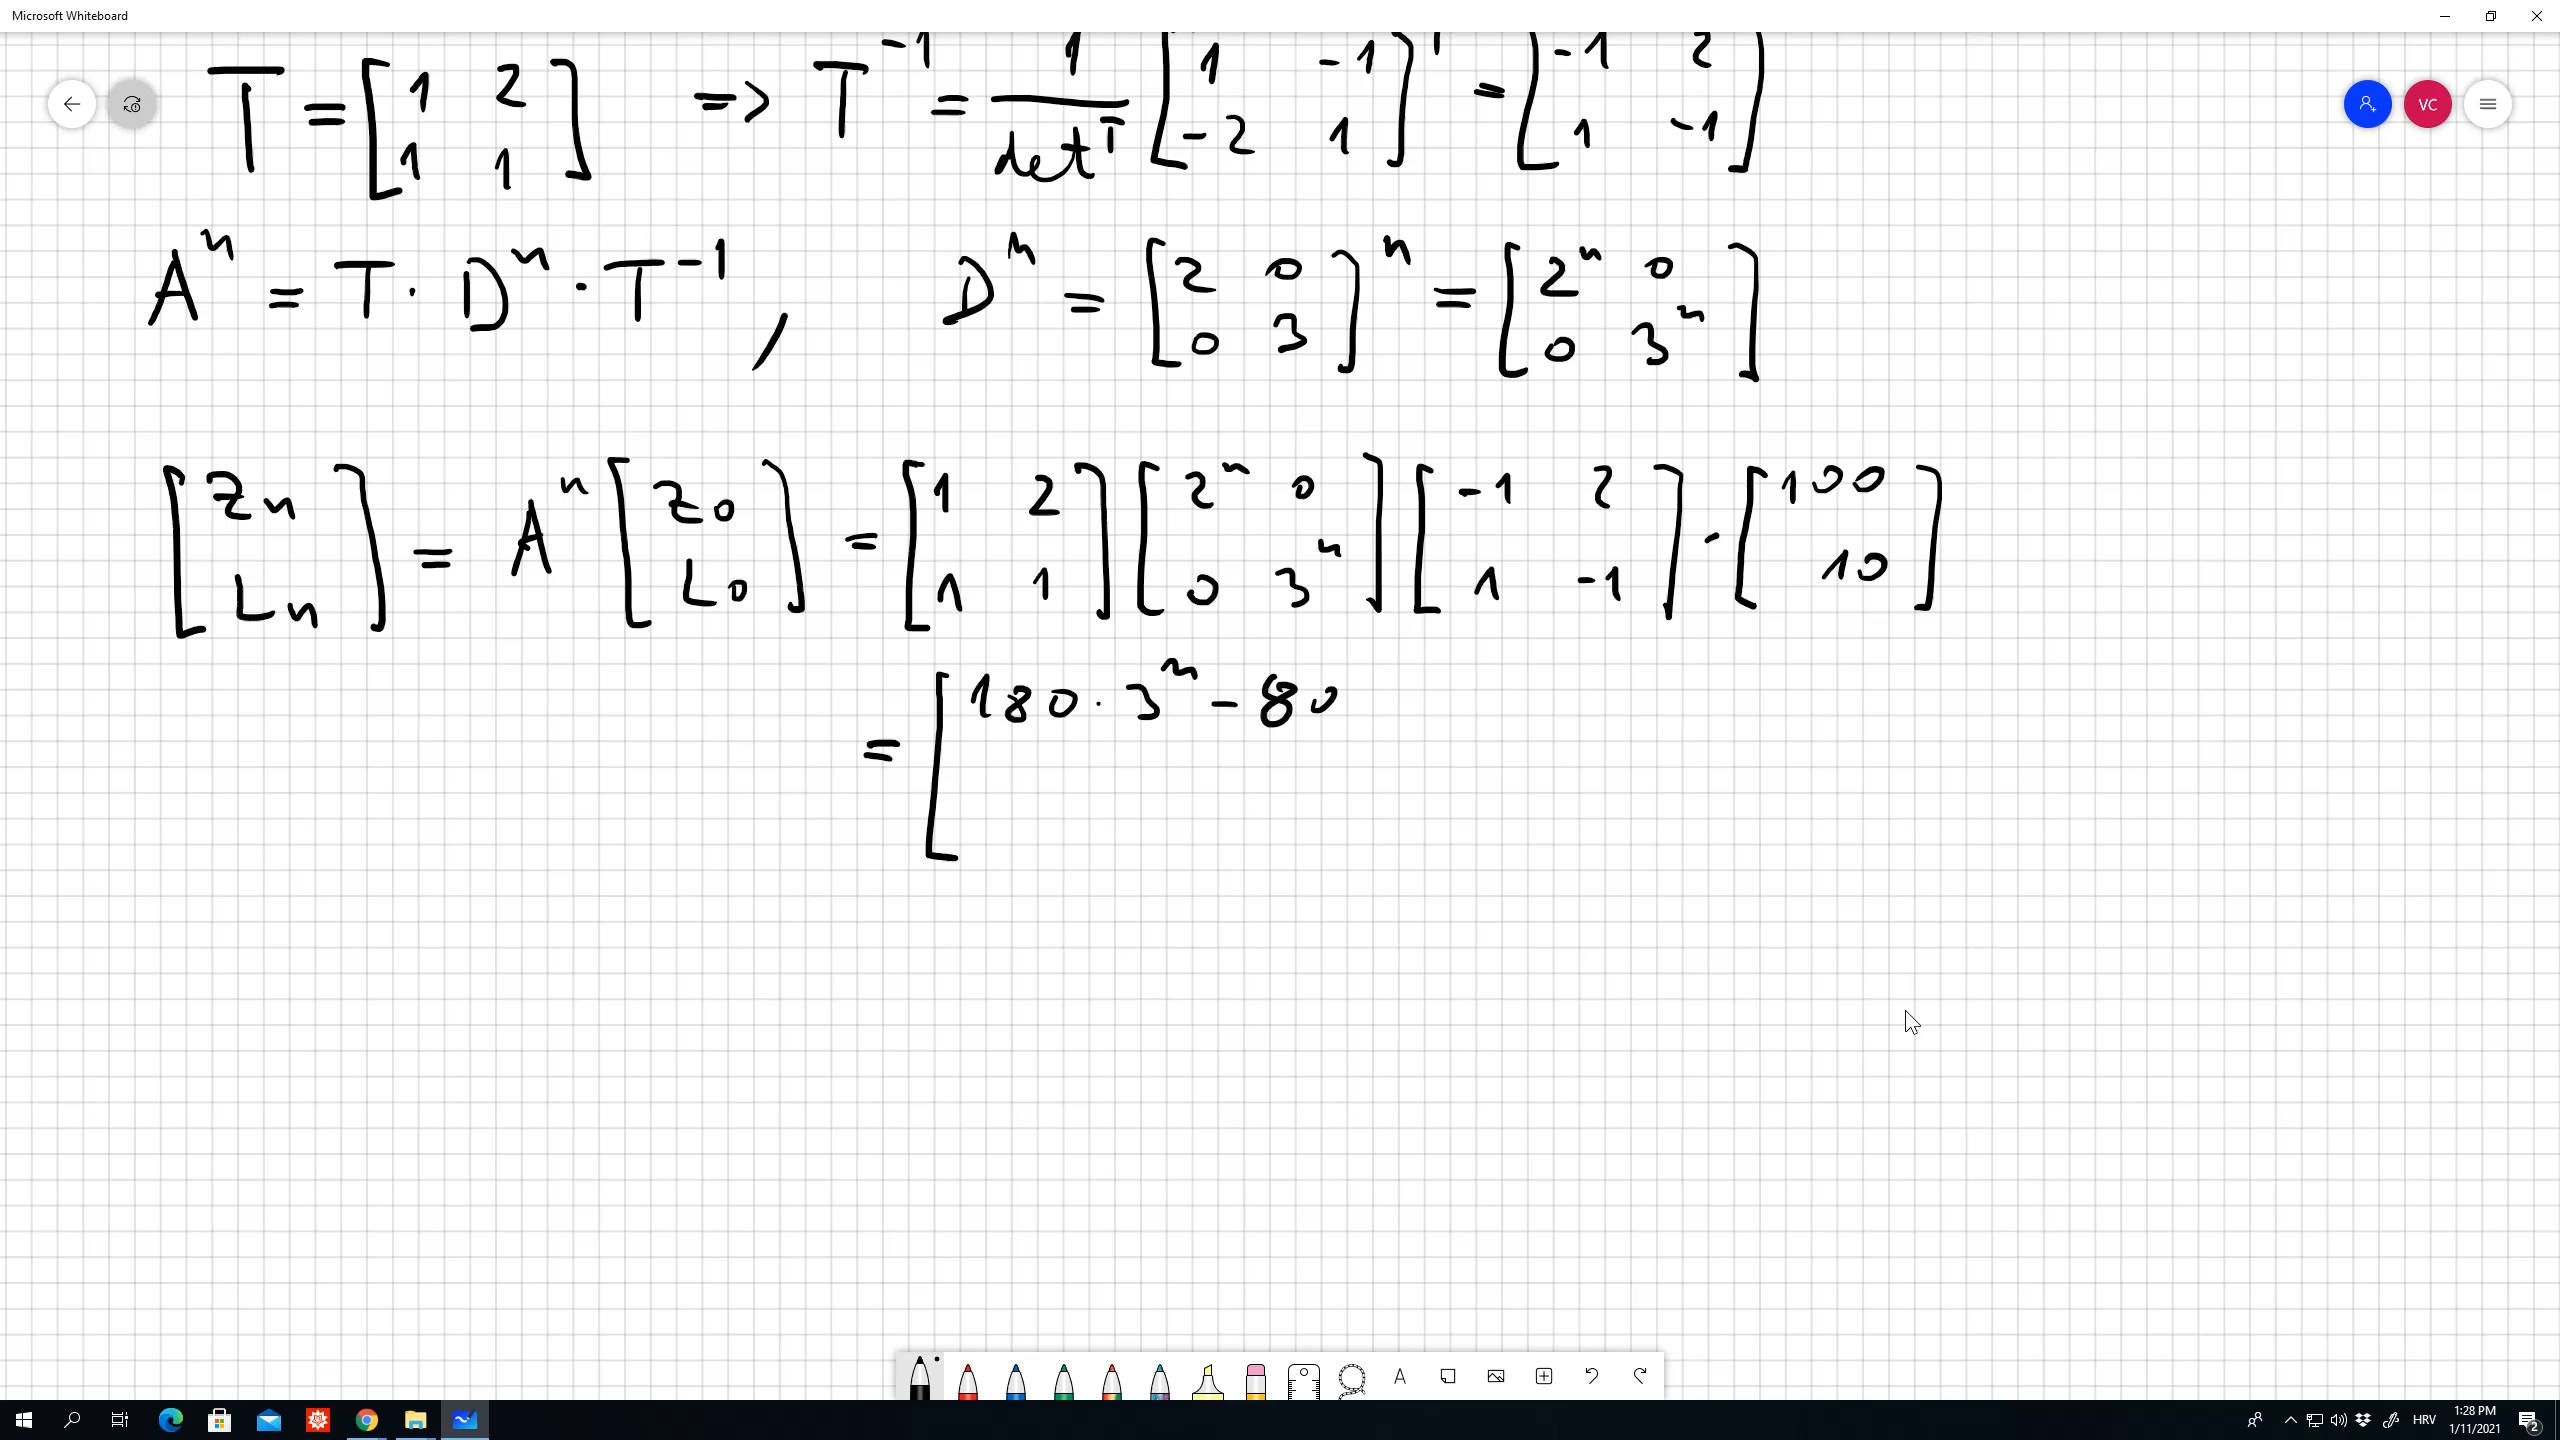 Microsoft Whiteboard
T = [1 2; 1 1] => T^-1 = 1/det T [1 -1; -2 1] = [-1 2; 1 -1]
VC
A^n = T · D^n · T^-1, D^n = [2 0; 0 3]^n = [2^n 0; 0 3^n]
[Zn; Ln] = A^n [Z0; L0] = [1 2; 1 1] [2^n 0; 0 3^n] [-1 2; 1 -1] · [100; 10]
= [180 · 3^n - 80
A
HRV
1:28 PM
1/11/2021
2